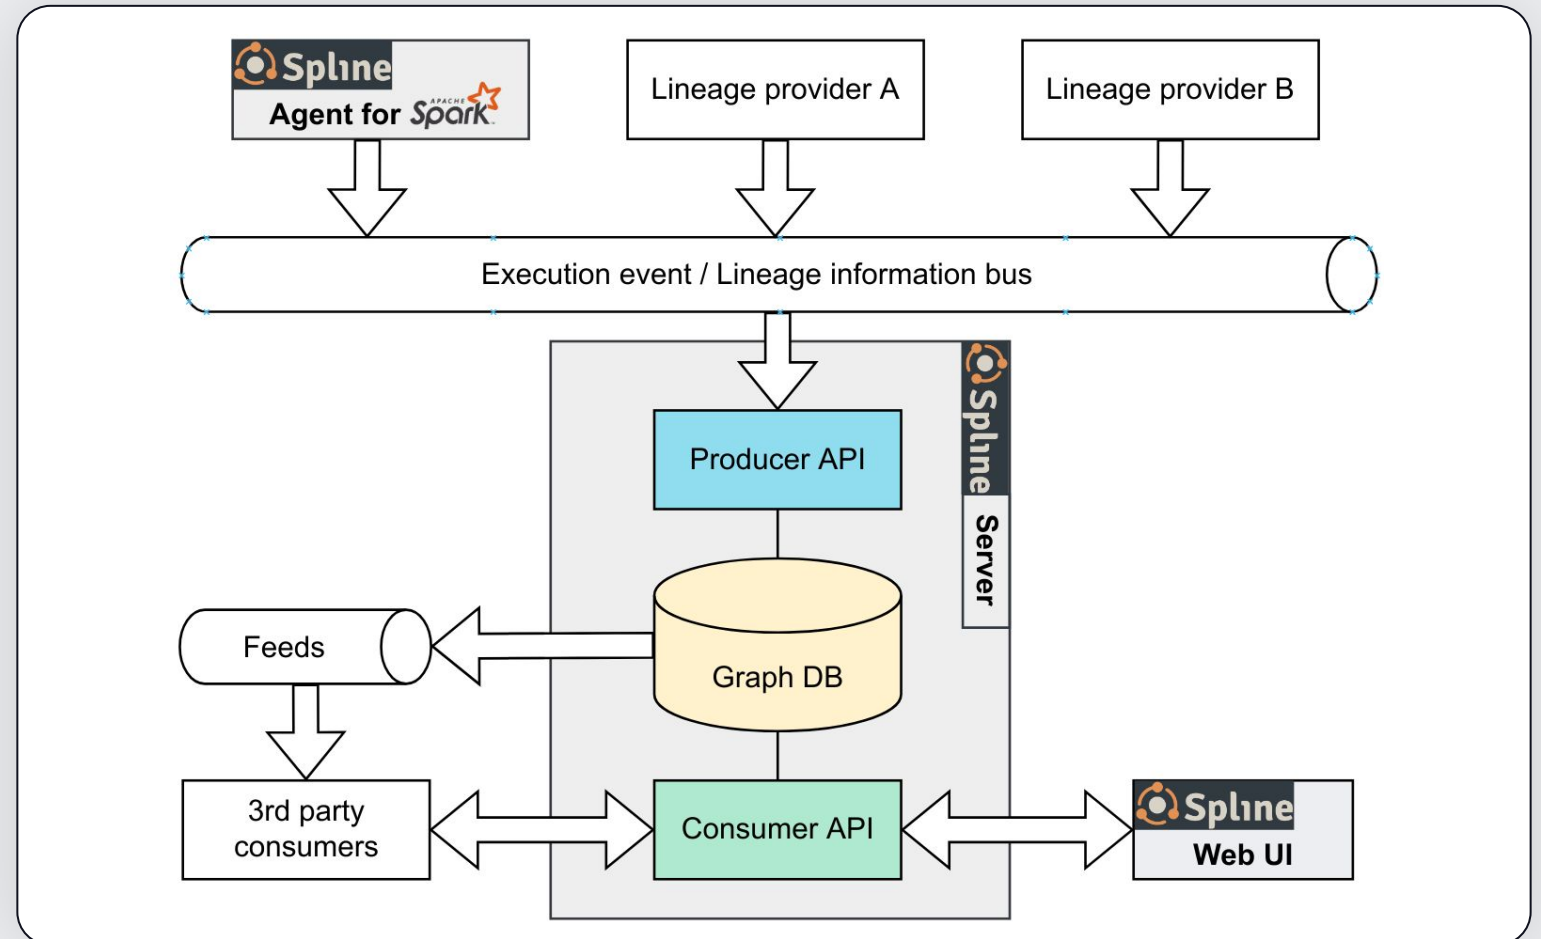 Spline
Agent for APACHE Spark™
Lineage provider A
Lineage provider B
Execution event / Lineage information bus
Spline
Server
Producer API
Graph DB
Feeds
3rd party
consumers
Consumer API
Spline
Web UI